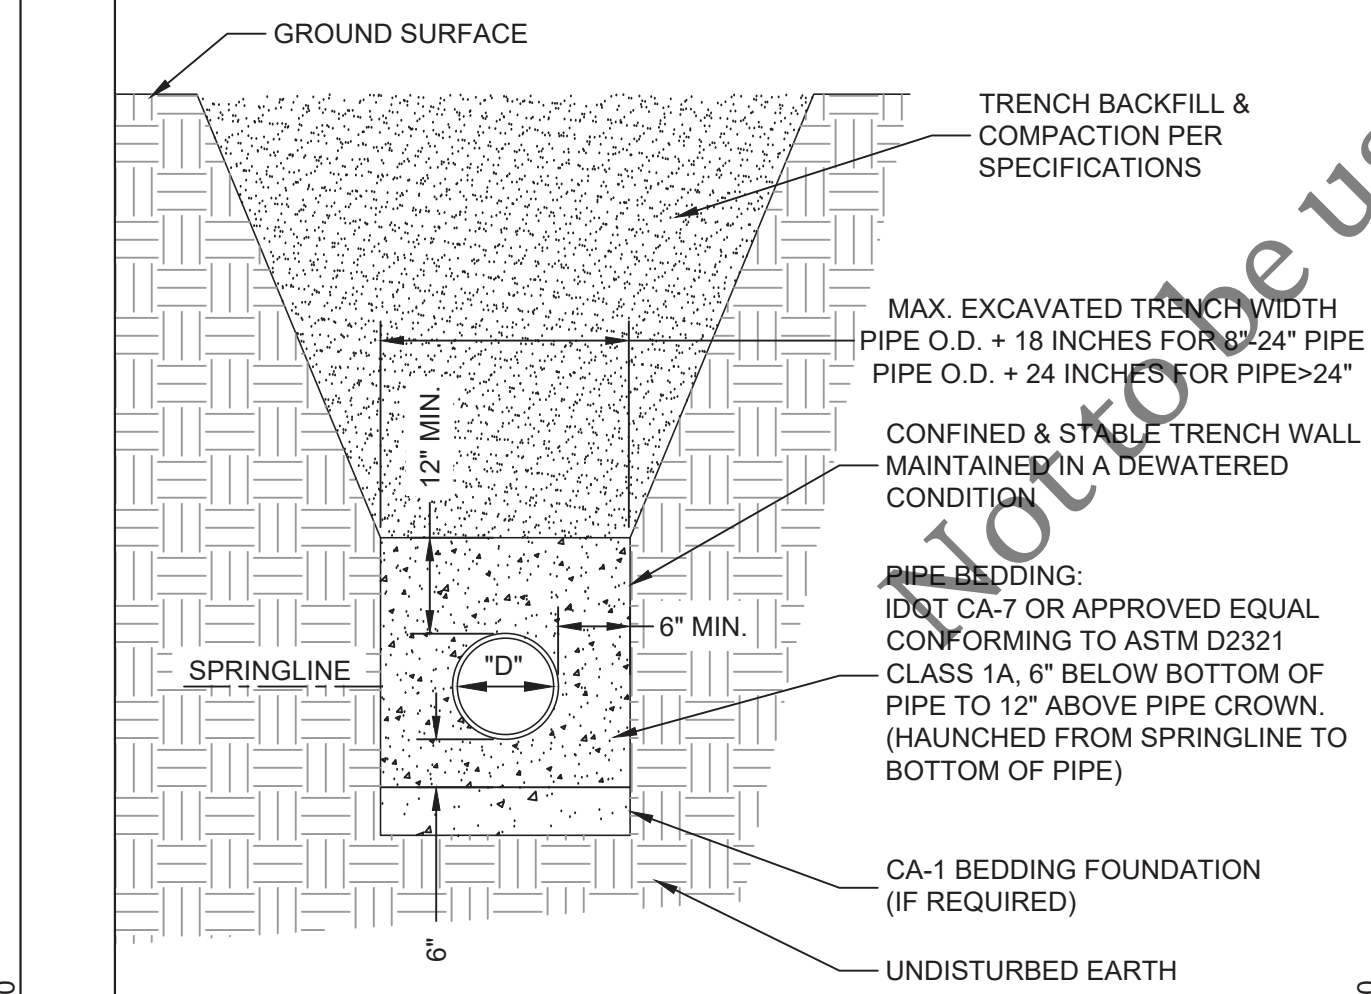 GROUND SURFACE
TRENCH BACKFILL &
COMPACTION PER
SPECIFICATIONS
MAX. EXCAVATED TRENCH WIDTH
PIPE O.D. + 18 INCHES FOR 8"-24" PIPE
PIPE O.D. + 24 INCHES FOR PIPE>24"
12" MIN.
CONFINED & STABLE TRENCH WALL
MAINTAINED IN A DEWATERED
CONDITION
PIPE BEDDING:
IDOT CA-7 OR APPROVED EQUAL
CONFORMING TO ASTM D2321
CLASS 1A, 6" BELOW BOTTOM OF
PIPE TO 12" ABOVE PIPE CROWN.
(HAUNCHED FROM SPRINGLINE TO
BOTTOM OF PIPE)
6" MIN.
SPRINGLINE
"D"
CA-1 BEDDING FOUNDATION
(IF REQUIRED)
6"
UNDISTURBED EARTH
Not to be